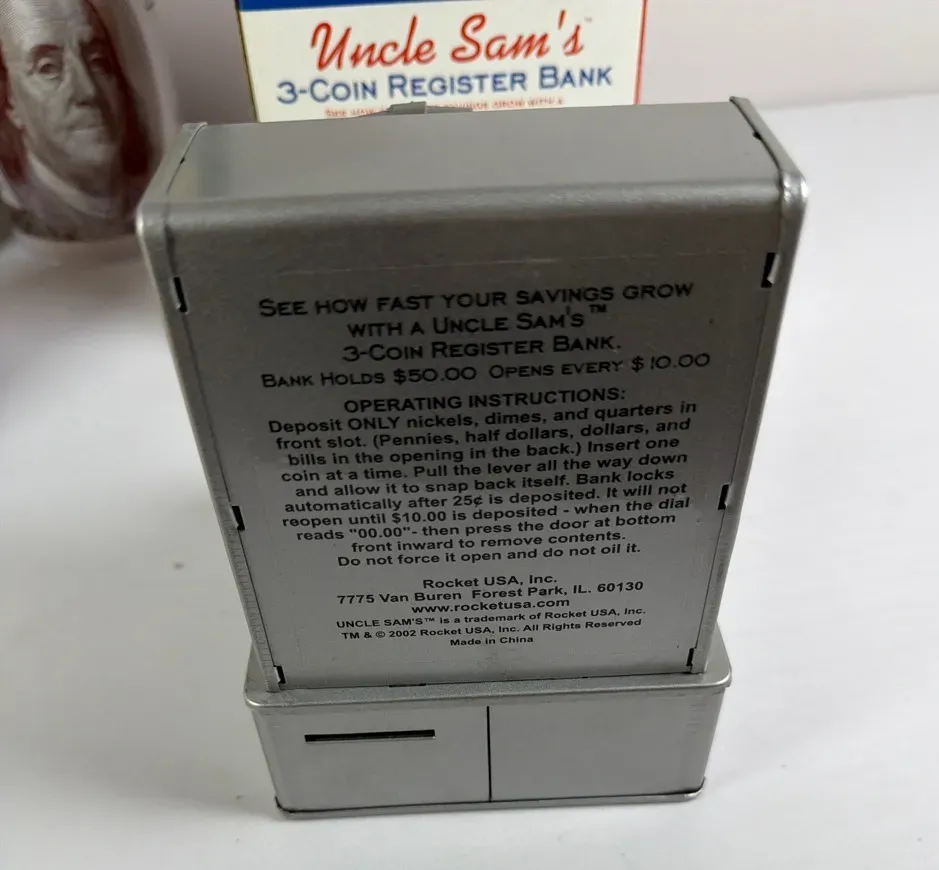 Uncle Sam's™
3-COIN REGISTER BANK
SEE HOW FAST YOUR SAVINGS GROW
WITH A UNCLE SAM'S™
3-COIN REGISTER BANK.
BANK HOLDS $50.00 OPENS EVERY $10.00
OPERATING INSTRUCTIONS:
Deposit ONLY nickels, dimes, and quarters in
front slot. (Pennies, half dollars, dollars, and
bills in the opening in the back.) Insert one
coin at a time. Pull the lever all the way down
and allow it to snap back itself. Bank locks
automatically after 25¢ is deposited. It will not
reopen until $10.00 is deposited - when the dial
reads "00.00"- then press the door at bottom
front inward to remove contents.
Do not force it open and do not oil it.
Rocket USA, Inc.
7775 Van Buren Forest Park, IL. 60130
www.rocketusa.com
UNCLE SAM'S™ is a trademark of Rocket USA, Inc.
TM & © 2002 Rocket USA, Inc. All Rights Reserved
Made in China